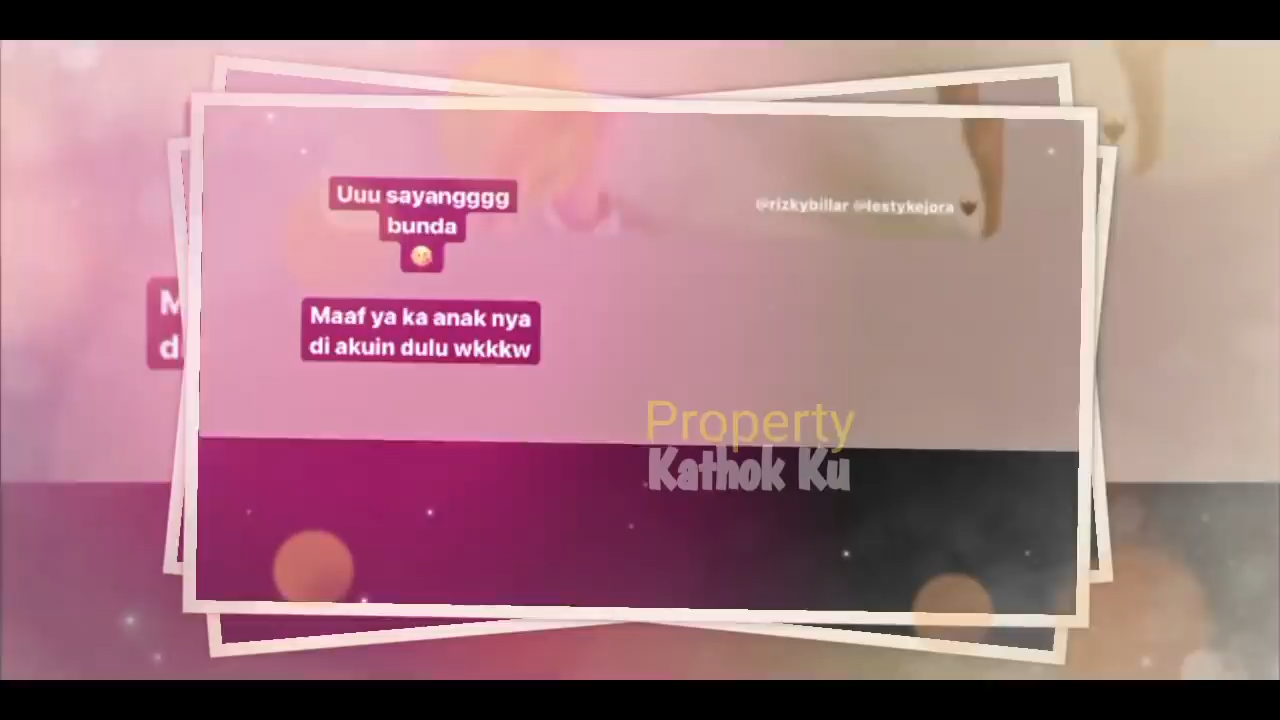 Uuu sayangggg
bunda
@rizkybillar @lestykejora
Maaf ya ka anak nya
di akuin dulu wkkkw
M
d
Property
Kathok Ku